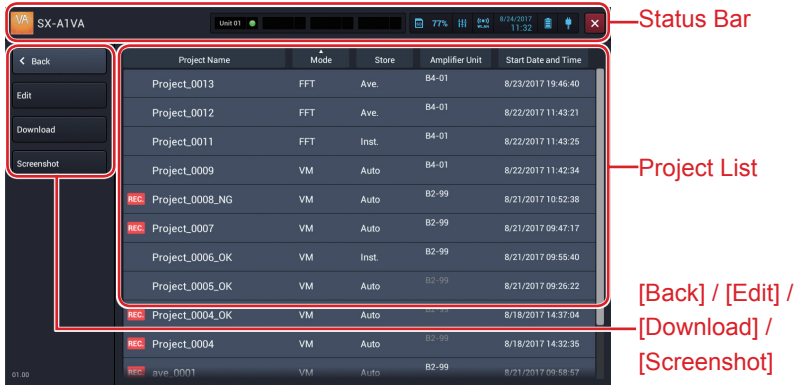 VA SX-A1VA Unit 01 77% WLAN 8/24/2017 11:32
Status Bar
Back
Edit
Download
Screenshot
Project Name Mode Store Amplifier Unit Start Date and Time
Project_0013 FFT Ave. B4-01 8/23/2017 19:46:40
Project_0012 FFT Ave. B4-01 8/22/2017 11:43:21
Project_0011 FFT Inst. B4-01 8/22/2017 11:43:25
Project_0009 VM Auto B4-01 8/22/2017 11:42:34
REC. Project_0008_NG VM Auto B2-99 8/21/2017 10:52:38
REC. Project_0007 VM Auto B2-99 8/21/2017 09:47:17
Project_0006_OK VM Inst. B2-99 8/21/2017 09:55:40
Project_0005_OK VM Auto B2-99 8/21/2017 09:26:22
REC. Project_0004_OK VM Auto 8/18/2017 14:37:04
REC. Project_0004 VM Auto B2-99 8/18/2017 14:32:35
REC. ave_0001 VM Auto B2-99 8/21/2017 09:58:57
01.00
Project List
[Back] / [Edit] /
[Download] /
[Screenshot]